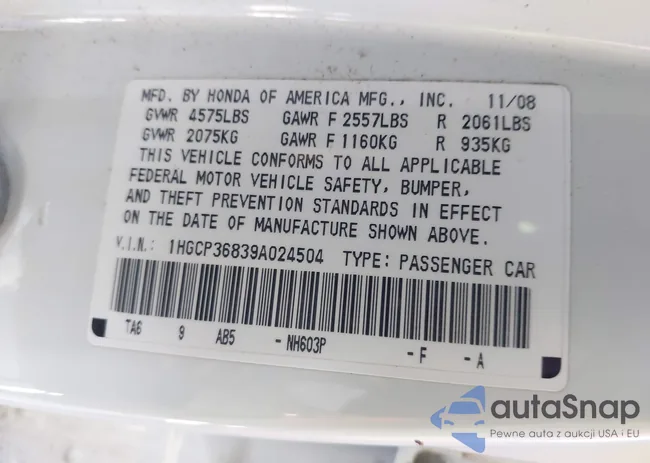 MFD. BY HONDA OF AMERICA MFG., INC. 11/08
GVWR 4575LBS GAWR F 2557LBS R 2061LBS
GVWR 2075KG GAWR F 1160KG R 935KG
THIS VEHICLE CONFORMS TO ALL APPLICABLE
FEDERAL MOTOR VEHICLE SAFETY, BUMPER,
AND THEFT PREVENTION STANDARDS IN EFFECT
ON THE DATE OF MANUFACTURE SHOWN ABOVE.
V.I.N: 1HGCP36839A024504 TYPE: PASSENGER CAR
TA6 9 AB5 -NH603P -F -A
autaSnap
Pewne auta z aukcji USA i EU